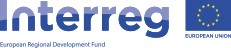 Interreg
EUROPEAN UNION
European Regional Development Fund